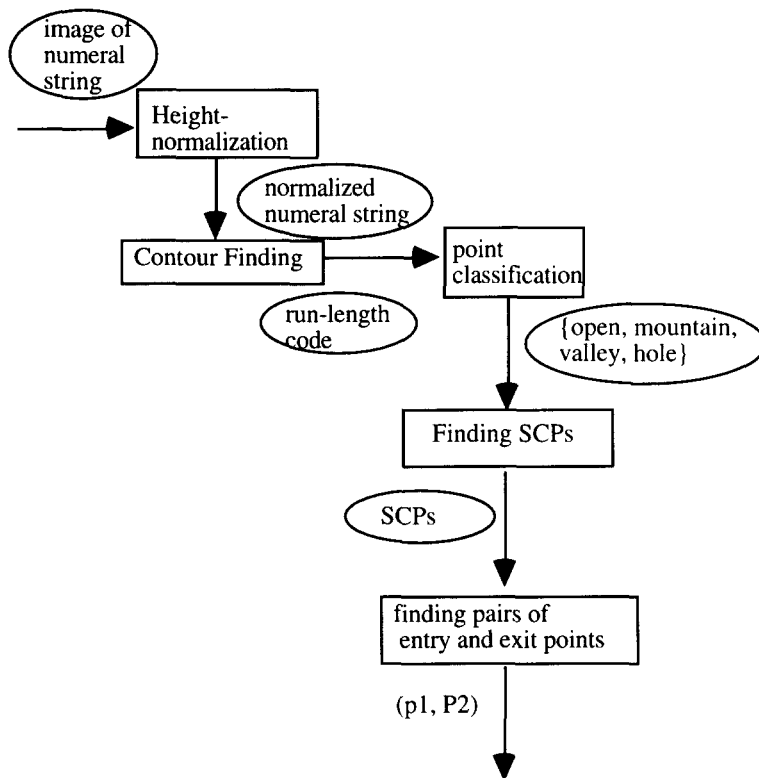 image of
numeral
string
Height-
normalization
normalized
numeral string
Contour Finding
point
classification
run-length
code
{open, mountain,
valley, hole}
Finding SCPs
SCPs
finding pairs of
entry and exit points
(p1, P2)